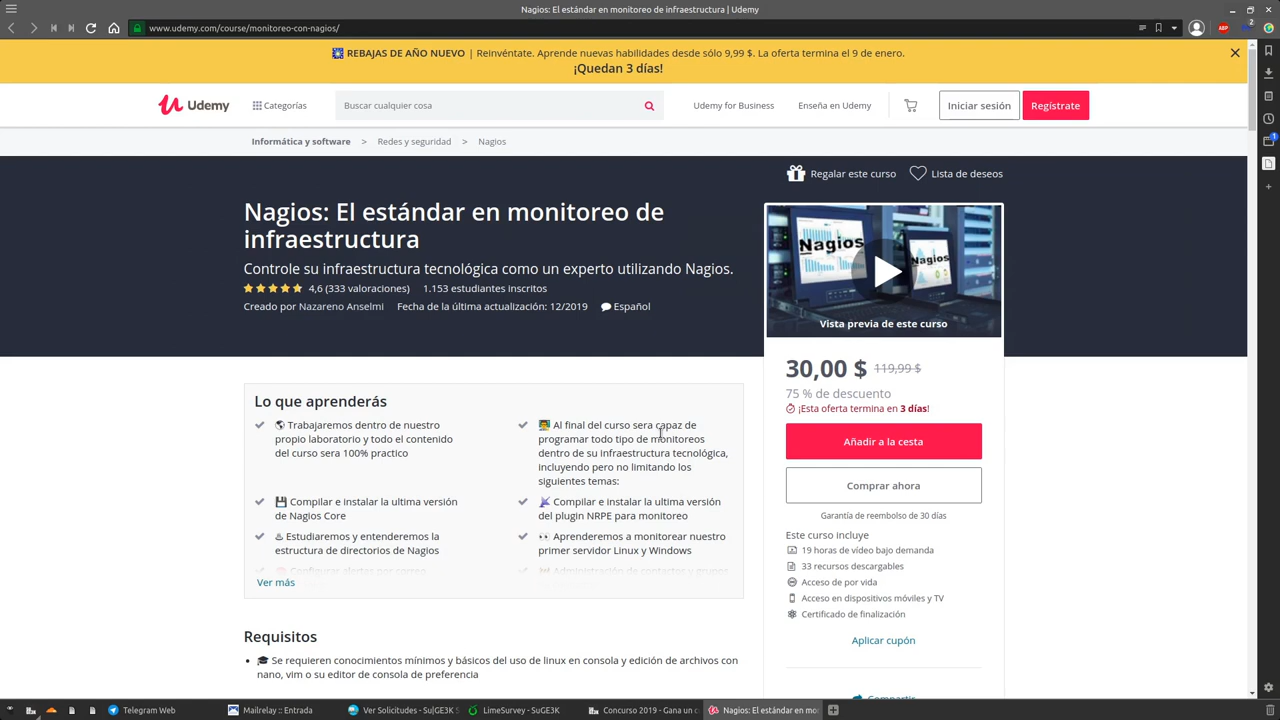 Nagios: El estándar en monitoreo de infraestructura | Udemy
www.udemy.com/course/monitoreo-con-nagios/
ABP
2
REBAJAS DE AÑO NUEVO | Reinvéntate. Aprende nuevas habilidades desde sólo 9,99 $. La oferta termina el 9 de enero.
¡Quedan 3 días!
Udemy
Categorías
Buscar cualquier cosa
Udemy for Business
Enseña en Udemy
Iniciar sesión
Regístrate
Informática y software > Redes y seguridad > Nagios
Regalar este curso
Lista de deseos
Nagios: El estándar en monitoreo de
infraestructura
Controle su infraestructura tecnológica como un experto utilizando Nagios.
4,6 (333 valoraciones) 1.153 estudiantes inscritos
Creado por Nazareno Anselmi Fecha de la última actualización: 12/2019 Español
Nagios
Nagios
Vista previa de este curso
30,00 $ 119,99 $
75 % de descuento
¡Esta oferta termina en 3 días!
Añadir a la cesta
Comprar ahora
Garantía de reembolso de 30 días
Este curso incluye
19 horas de vídeo bajo demanda
33 recursos descargables
Acceso de por vida
Acceso en dispositivos móviles y TV
Certificado de finalización
Aplicar cupón
Compartir
Lo que aprenderás
Trabajaremos dentro de nuestro
propio laboratorio y todo el contenido
del curso sera 100% practico
Al final del curso sera capaz de
programar todo tipo de monitoreos
dentro de su infraestructura tecnológica,
incluyendo pero no limitando los
siguientes temas:
Compilar e instalar la ultima versión
de Nagios Core
Compilar e instalar la ultima versión
del plugin NRPE para monitoreo
Estudiaremos y entenderemos la
estructura de directorios de Nagios
Aprenderemos a monitorear nuestro
primer servidor Linux y Windows
Configurar alertas por correo
Administración de contactos y grupos
Ver más
Requisitos
Se requieren conocimientos mínimos y básicos del uso de linux en consola y edición de archivos con
nano, vim o su editor de consola de preferencia
1
Telegram Web
Mailrelay :: Entrada
Ver Solicitudes - Su|GE3K S
LimeSurvey - SuGE3K
Concurso 2019 - Gana un c
Nagios: El estándar en mo